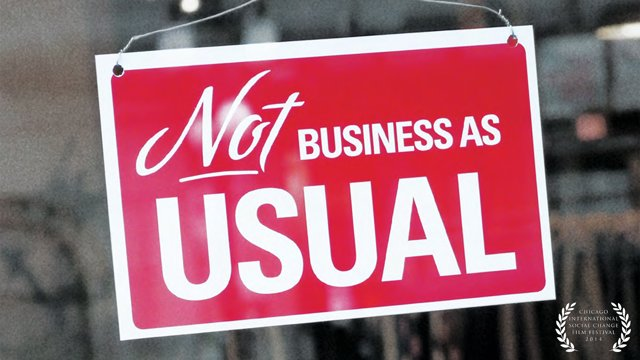 Not BUSINESS AS
USUAL
CHICAGO
INTERNATIONAL
SOCIAL CHANGE
FILM FESTIVAL
2014